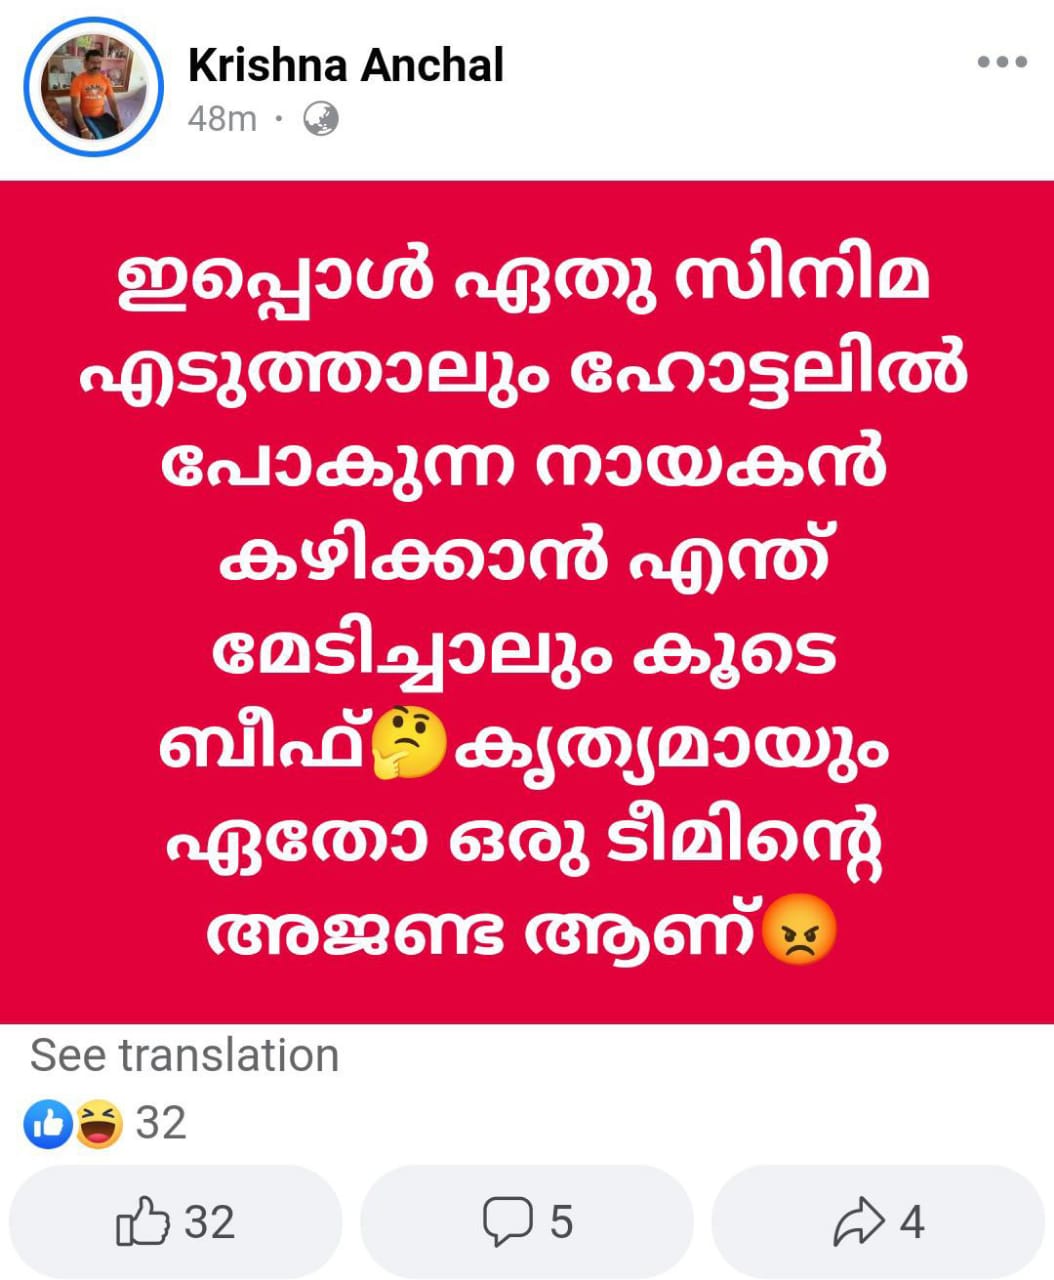 Krishna Anchal
48m ·
ഇപ്പൊൾ ഏതു സിനിമ
എടുത്താലും ഹോട്ടലിൽ
പോകുന്ന നായകൻ
കഴിക്കാൻ എന്ത്
മേടിച്ചാലും കൂടെ
ബീഫ്🤔കൃത്യമായും
ഏതോ ഒരു ടീമിന്റെ
അജണ്ട ആണ്😡
See translation
32
32
5
4